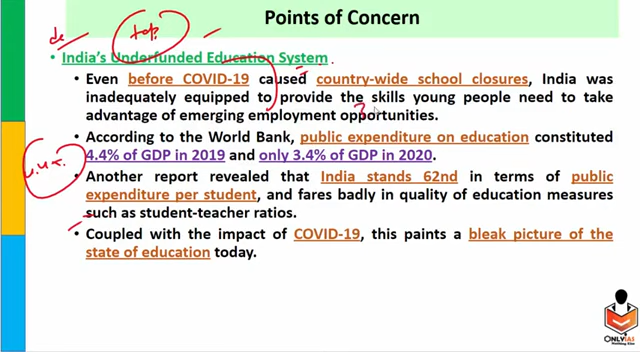 Points of Concern
• India's Underfunded Education System.
• Even before COVID-19 caused country-wide school closures, India was
inadequately equipped to provide the skills young people need to take
advantage of emerging employment opportunities.
• According to the World Bank, public expenditure on education constituted
4.4% of GDP in 2019 and only 3.4% of GDP in 2020.
• Another report revealed that India stands 62nd in terms of public
expenditure per student, and fares badly in quality of education measures
such as student-teacher ratios.
• Coupled with the impact of COVID-19, this paints a bleak picture of the
state of education today.
ONLYIAS
Nothing Else